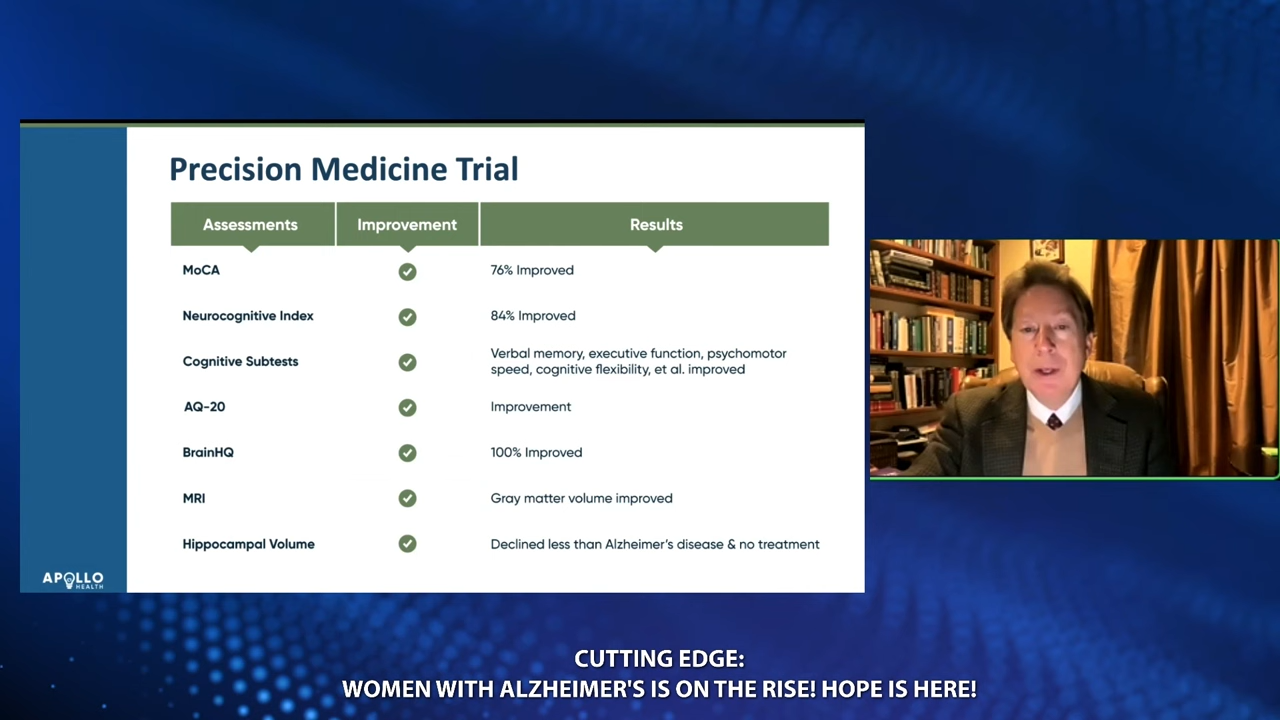 Precision Medicine Trial
Assessments Improvement Results
MoCA 76% Improved
Neurocognitive Index 84% Improved
Cognitive Subtests Verbal memory, executive function, psychomotor
speed, cognitive flexibility, et al. improved
AQ-20 Improvement
BrainHQ 100% Improved
MRI Gray matter volume improved
Hippocampal Volume Declined less than Alzheimer's disease & no treatment
APOLLO
HEALTH
CUTTING EDGE:
WOMEN WITH ALZHEIMER'S IS ON THE RISE! HOPE IS HERE!